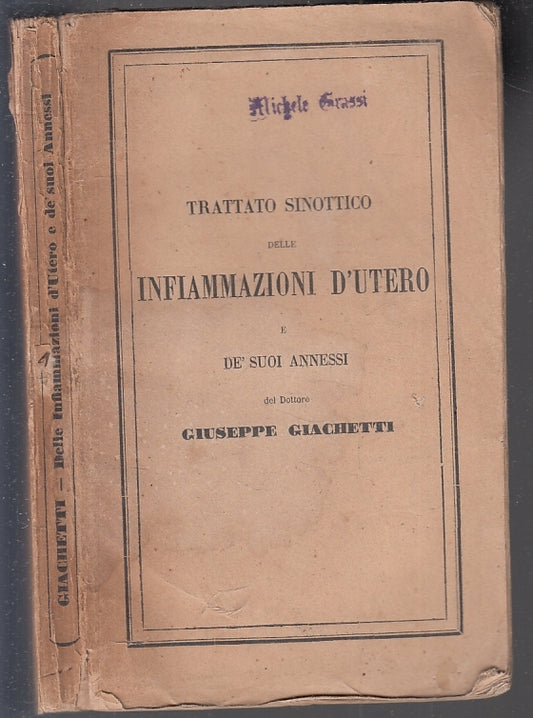 Michele Grassi
TRATTATO SINOTTICO
DELLE
INFIAMMAZIONI D'UTERO
E
DE' SUOI ANNESSI
del Dottore
GIUSEPPE GIACHETTI
GIACHETTI — Delle Infiammazioni d'Utero e de' suoi Annessi